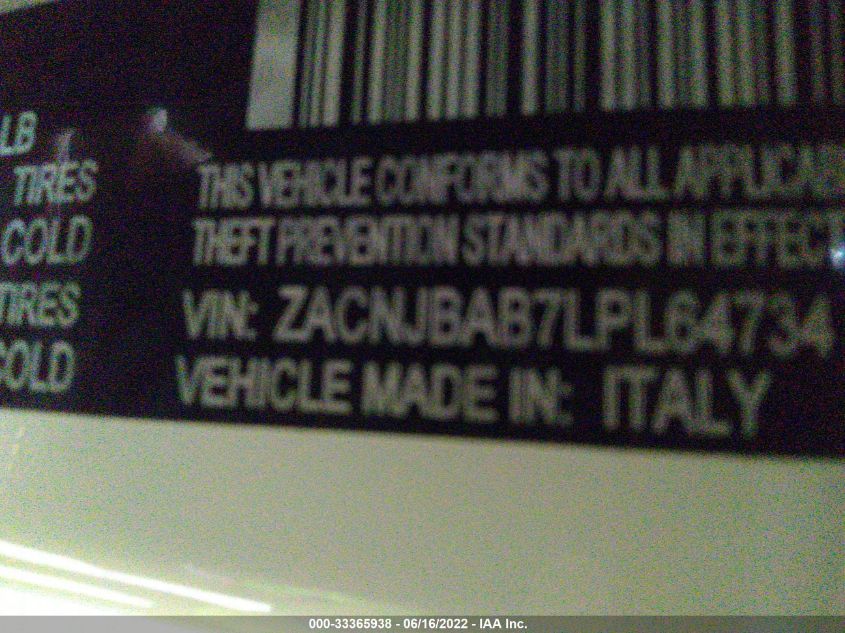 LB
TIRES
COLD
TIRES
COLD
THIS VEHICLE CONFORMS TO ALL APPLICAB
THEFT PREVENTION STANDARDS IN EFFECT
VIN: ZACNJBAB7LPL64734
VEHICLE MADE IN: ITALY
000-33365938 - 06/16/2022 - IAA Inc.